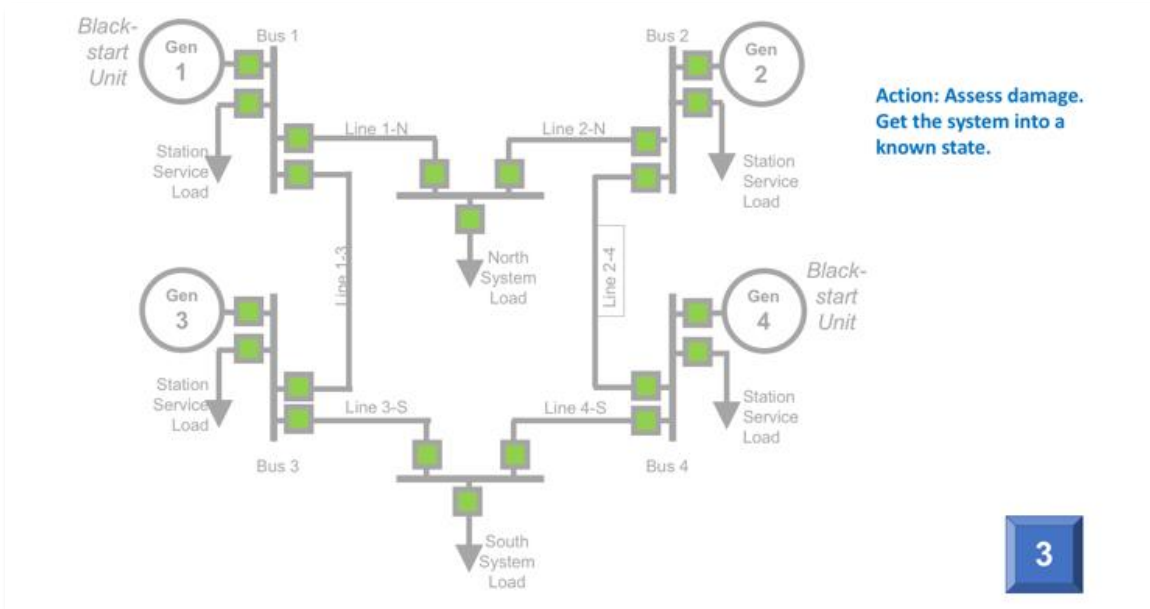 Black-
start
Unit
Gen
1
Bus 1
Bus 2
Gen
2
Action: Assess damage.
Get the system into a
known state.
Line 1-N
Line 2-N
Station
Service
Load
Station
Service
Load
North
System
Load
Line 1-3
Line 2-4
Gen
3
Gen
4
Black-
start
Unit
Station
Service
Load
Line 3-S
Line 4-S
Station
Service
Load
Bus 3
Bus 4
South
System
Load
3